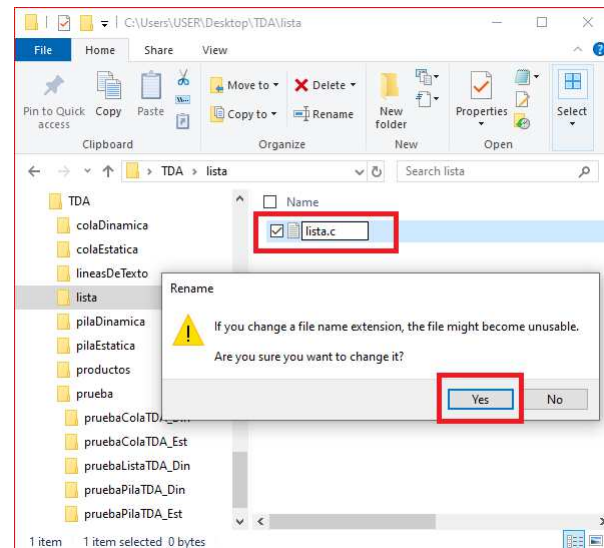 C:\Users\USER\Desktop\TDA\lista
File Home Share View
Pin to Quick access
Copy
Paste
Move to
Copy to
Delete
Rename
New folder
Properties
Select
Clipboard Organize New Open
TDA > lista
Search lista
TDA
colaDinamica
colaEstatica
lineasDeTexto
lista
pilaDinamica
pilaEstatica
productos
prueba
pruebaColaTDA_Din
pruebaColaTDA_Est
pruebaListaTDA_Din
pruebaPilaTDA_Din
pruebaPilaTDA_Est
Name
lista.c
Rename
If you change a file name extension, the file might become unusable.
Are you sure you want to change it?
Yes No
1 item 1 item selected 0 bytes